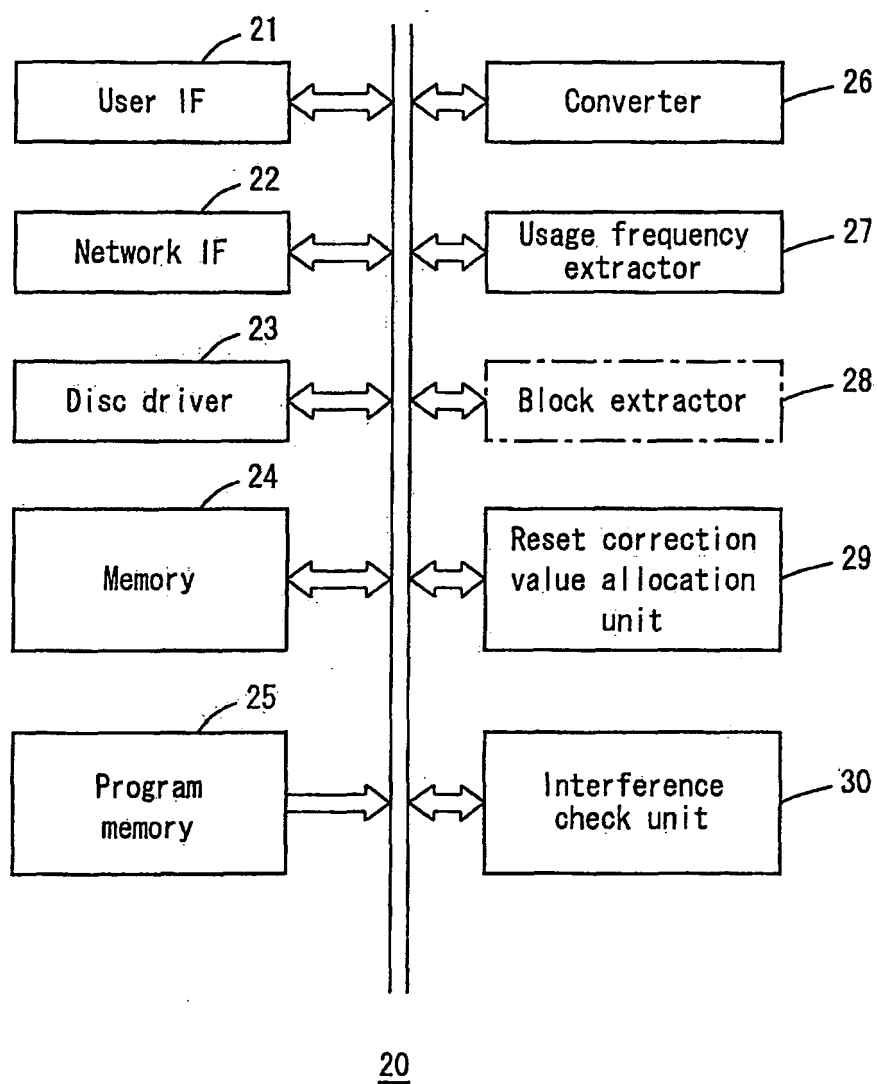 21
User IF
26
Converter
22
Network IF
27
Usage frequency
extractor
23
Disc driver
28
Block extractor
24
Memory
29
Reset correction
value allocation
unit
25
Program
memory
30
Interference
check unit
20